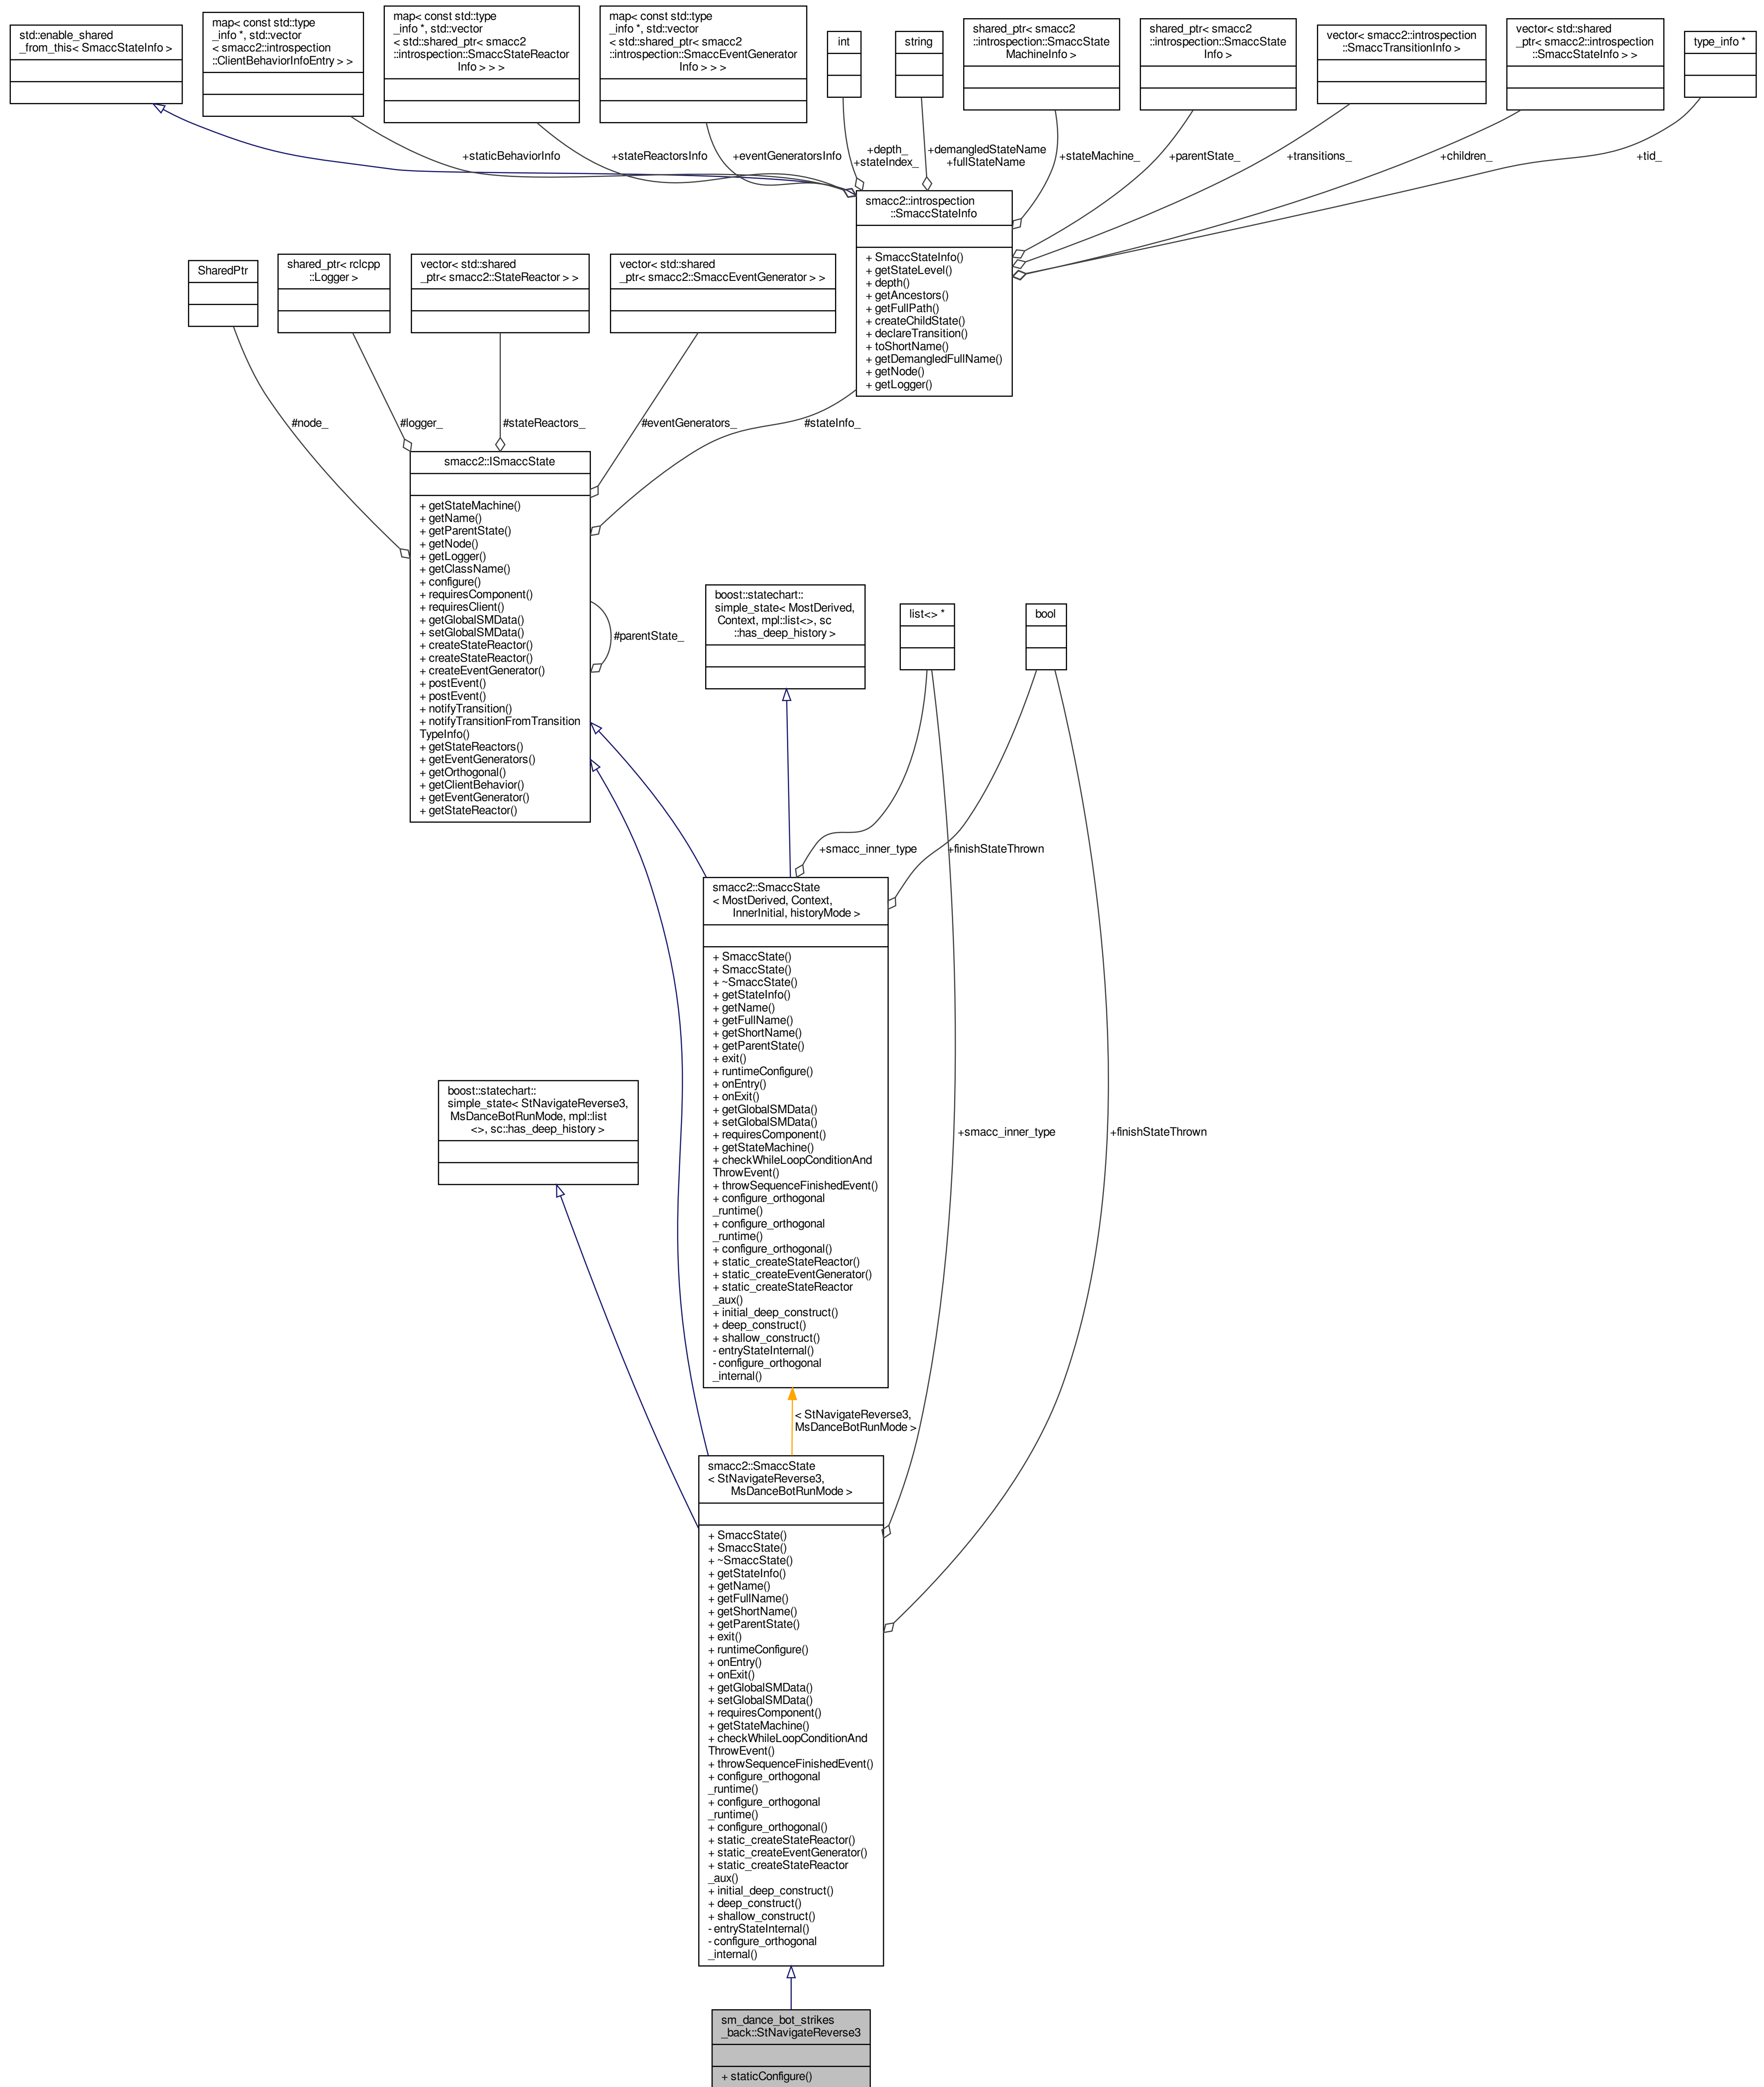 std::enable_shared
_from_this< SmaccStateInfo >
map< const std::type
_info *, std::vector
< smacc2::introspection
::ClientBehaviorInfoEntry > >
map< const std::type
_info *, std::vector
< std::shared_ptr< smacc2
::introspection::SmaccStateReactor
Info > > >
map< const std::type
_info *, std::vector
< std::shared_ptr< smacc2
::introspection::SmaccEventGenerator
Info > > >
int
string
shared_ptr< smacc2
::introspection::SmaccState
MachineInfo >
shared_ptr< smacc2
::introspection::SmaccState
Info >
vector< smacc2::introspection
::SmaccTransitionInfo >
vector< std::shared
_ptr< smacc2::introspection
::SmaccStateInfo > >
type_info *
+staticBehaviorInfo
+stateReactorsInfo
+eventGeneratorsInfo
+depth_
+stateIndex_
+demangledStateName
+fullStateName
+stateMachine_
+parentState_
+transitions_
+children_
+tid_
smacc2::introspection
::SmaccStateInfo
+ SmaccStateInfo()
+ getStateLevel()
+ depth()
+ getAncestors()
+ getFullPath()
+ createChildState()
+ declareTransition()
+ toShortName()
+ getDemangledFullName()
+ getNode()
+ getLogger()
SharedPtr
shared_ptr< rclcpp
::Logger >
vector< std::shared
_ptr< smacc2::StateReactor > >
vector< std::shared
_ptr< smacc2::SmaccEventGenerator > >
#node_
#logger_
#stateReactors_
#eventGenerators_
#stateInfo_
smacc2::ISmaccState
+ getStateMachine()
+ getName()
+ getParentState()
+ getNode()
+ getLogger()
+ getClassName()
+ configure()
+ requiresComponent()
+ requiresClient()
+ getGlobalSMData()
+ setGlobalSMData()
+ createStateReactor()
+ createStateReactor()
+ createEventGenerator()
+ postEvent()
+ postEvent()
+ notifyTransition()
+ notifyTransitionFromTransition
TypeInfo()
+ getStateReactors()
+ getEventGenerators()
+ getOrthogonal()
+ getClientBehavior()
+ getEventGenerator()
+ getStateReactor()
#parentState_
boost::statechart::
simple_state< MostDerived,
Context, mpl::list<>, sc
::has_deep_history >
list<> *
bool
+smacc_inner_type
+finishStateThrown
smacc2::SmaccState
< MostDerived, Context,
InnerInitial, historyMode >
+ SmaccState()
+ SmaccState()
+ ~SmaccState()
+ getStateInfo()
+ getName()
+ getFullName()
+ getShortName()
+ getParentState()
+ exit()
+ runtimeConfigure()
+ onEntry()
+ onExit()
+ getGlobalSMData()
+ setGlobalSMData()
+ requiresComponent()
+ getStateMachine()
+ checkWhileLoopConditionAnd
ThrowEvent()
+ throwSequenceFinishedEvent()
+ configure_orthogonal
_runtime()
+ configure_orthogonal
_runtime()
+ configure_orthogonal()
+ static_createStateReactor()
+ static_createEventGenerator()
+ static_createStateReactor
_aux()
+ initial_deep_construct()
+ deep_construct()
+ shallow_construct()
- entryStateInternal()
- configure_orthogonal
_internal()
boost::statechart::
simple_state< StNavigateReverse3,
MsDanceBotRunMode, mpl::list
<>, sc::has_deep_history >
+smacc_inner_type
+finishStateThrown
< StNavigateReverse3,
MsDanceBotRunMode >
smacc2::SmaccState
< StNavigateReverse3,
MsDanceBotRunMode >
+ SmaccState()
+ SmaccState()
+ ~SmaccState()
+ getStateInfo()
+ getName()
+ getFullName()
+ getShortName()
+ getParentState()
+ exit()
+ runtimeConfigure()
+ onEntry()
+ onExit()
+ getGlobalSMData()
+ setGlobalSMData()
+ requiresComponent()
+ getStateMachine()
+ checkWhileLoopConditionAnd
ThrowEvent()
+ throwSequenceFinishedEvent()
+ configure_orthogonal
_runtime()
+ configure_orthogonal
_runtime()
+ configure_orthogonal()
+ static_createStateReactor()
+ static_createEventGenerator()
+ static_createStateReactor
_aux()
+ initial_deep_construct()
+ deep_construct()
+ shallow_construct()
- entryStateInternal()
- configure_orthogonal
_internal()
sm_dance_bot_strikes
_back::StNavigateReverse3
+ staticConfigure()